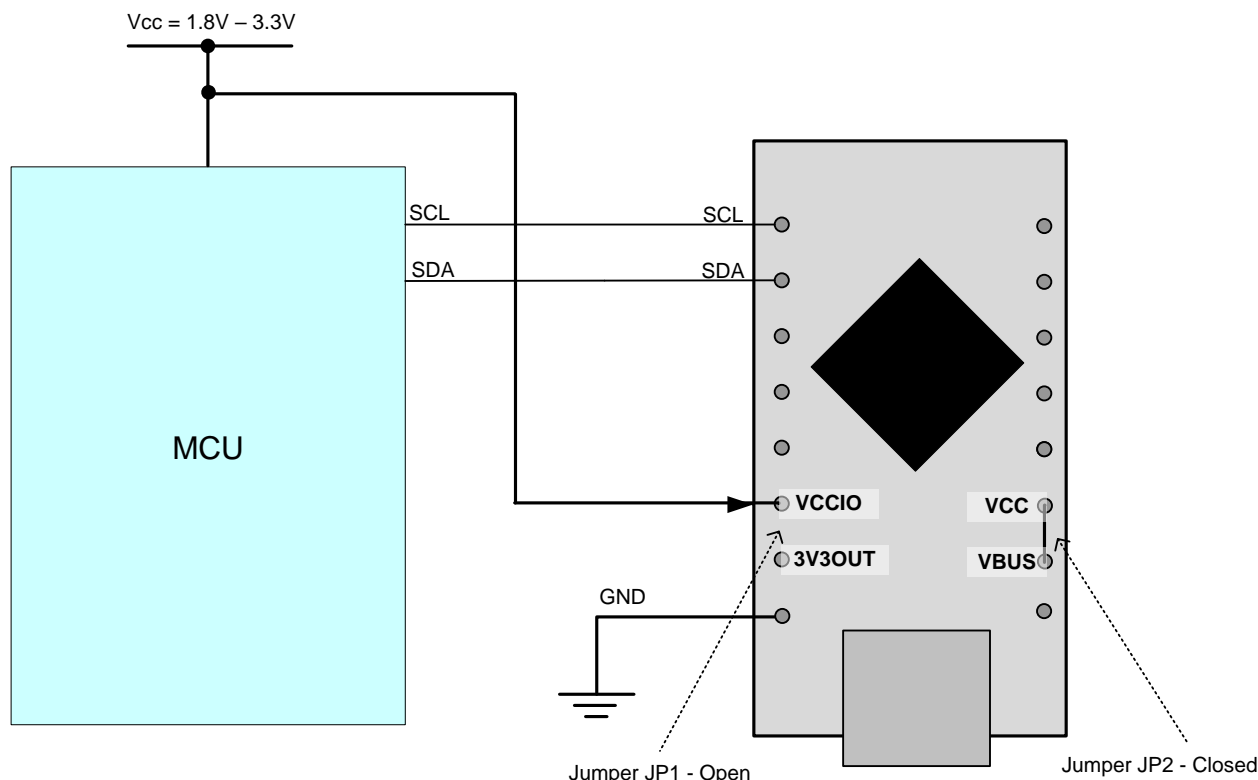 Vcc = 1.8V – 3.3V
SCL
SCL
SDA
SDA
MCU
VCCIO
VCC
3V3OUT
VBUS
GND
Jumper JP1 - Open
Jumper JP2 - Closed